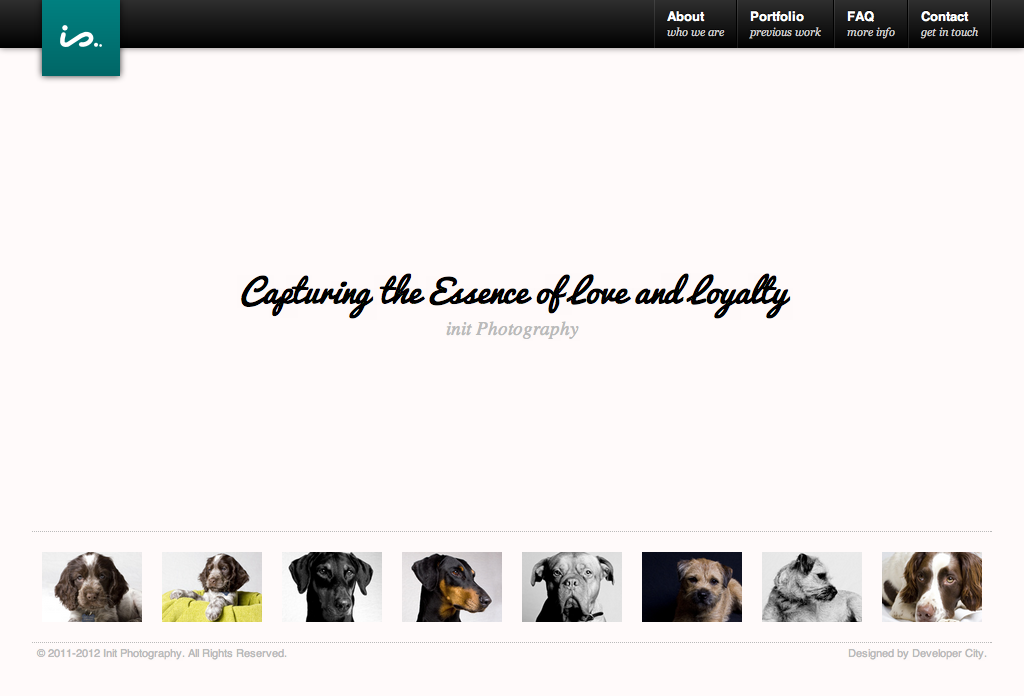 is..
About
who we are
Portfolio
previous work
FAQ
more info
Contact
get in touch
Capturing the Essence of Love and Loyalty
init Photography
© 2011-2012 Init Photography. All Rights Reserved.
Designed by Developer City.